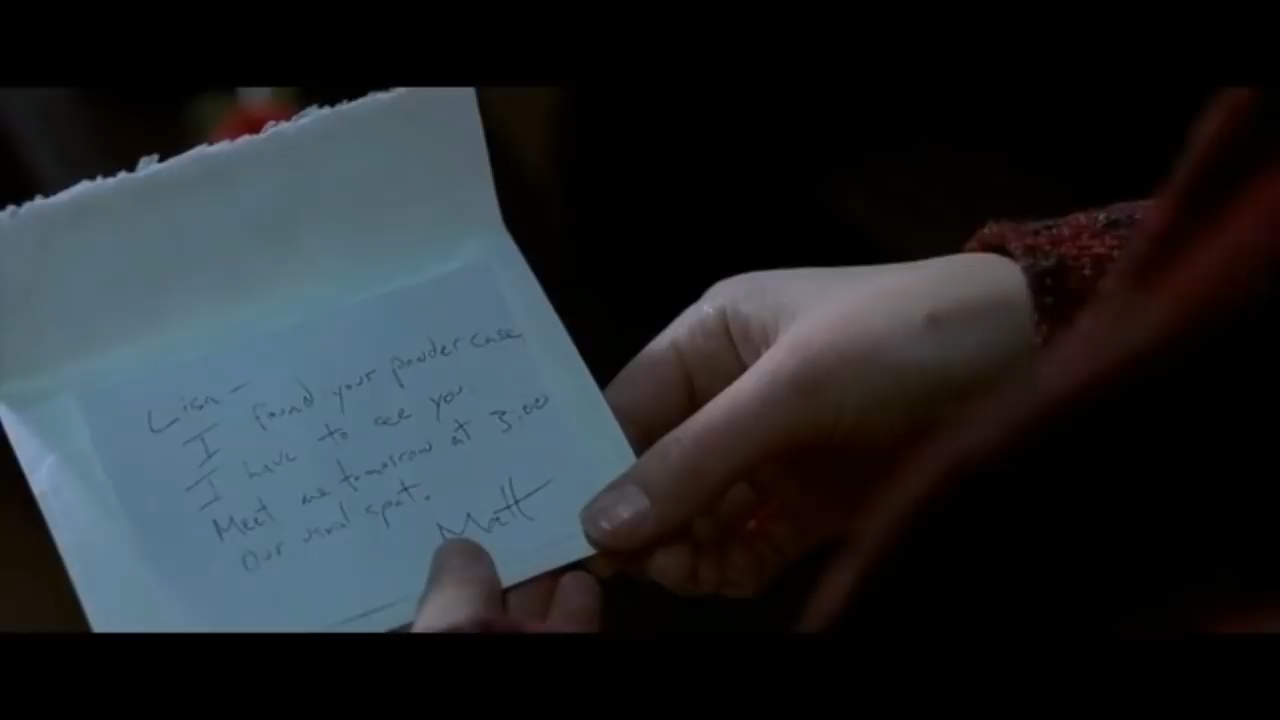 Lisa-
I found your powder case
I have to see you
Meet me tomorrow at 3:00
Our usual spot.
Matt